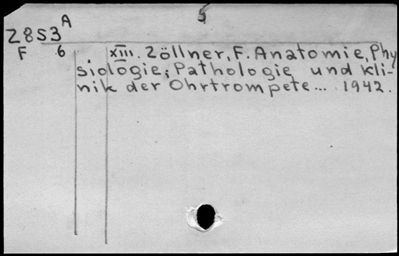 5
2853 A
F 6 XIII. Zöllner, F. Anatomie, Phy
siologie, Pathologie und Kli-
nik der Ohrtrompete... 1942.